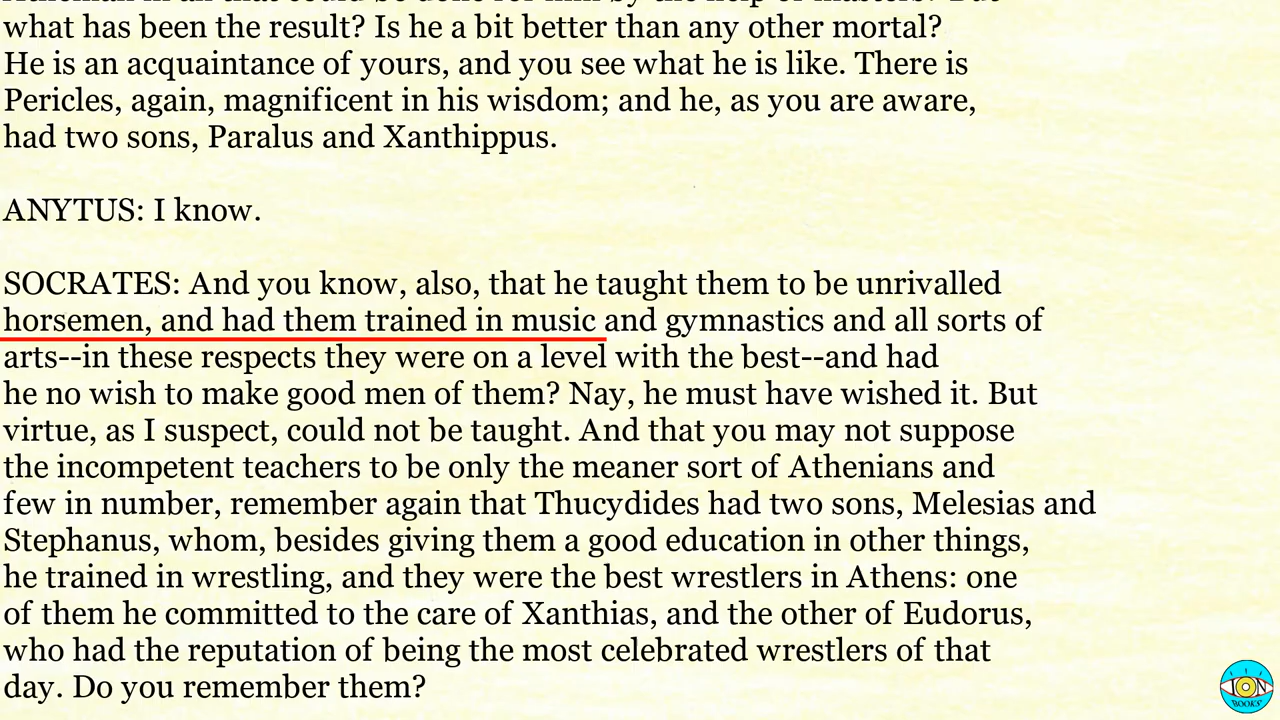 what has been the result? Is he a bit better than any other mortal?
He is an acquaintance of yours, and you see what he is like. There is
Pericles, again, magnificent in his wisdom; and he, as you are aware,
had two sons, Paralus and Xanthippus.
ANYTUS: I know.
SOCRATES: And you know, also, that he taught them to be unrivalled
horsemen, and had them trained in music and gymnastics and all sorts of
arts--in these respects they were on a level with the best--and had
he no wish to make good men of them? Nay, he must have wished it. But
virtue, as I suspect, could not be taught. And that you may not suppose
the incompetent teachers to be only the meaner sort of Athenians and
few in number, remember again that Thucydides had two sons, Melesias and
Stephanus, whom, besides giving them a good education in other things,
he trained in wrestling, and they were the best wrestlers in Athens: one
of them he committed to the care of Xanthias, and the other of Eudorus,
who had the reputation of being the most celebrated wrestlers of that
day. Do you remember them?
ION
BOOKS